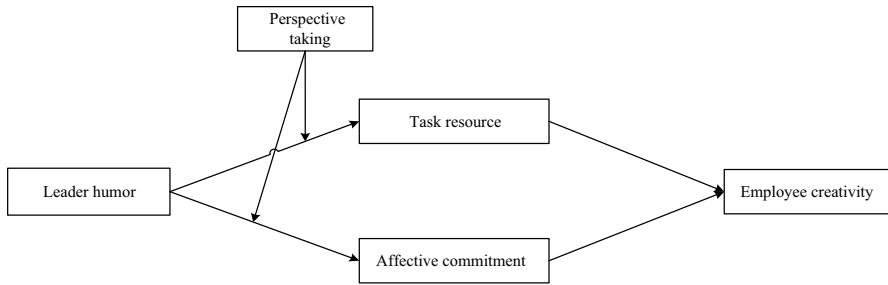 Perspective
taking
Task resource
Leader humor
Employee creativity
Affective commitment